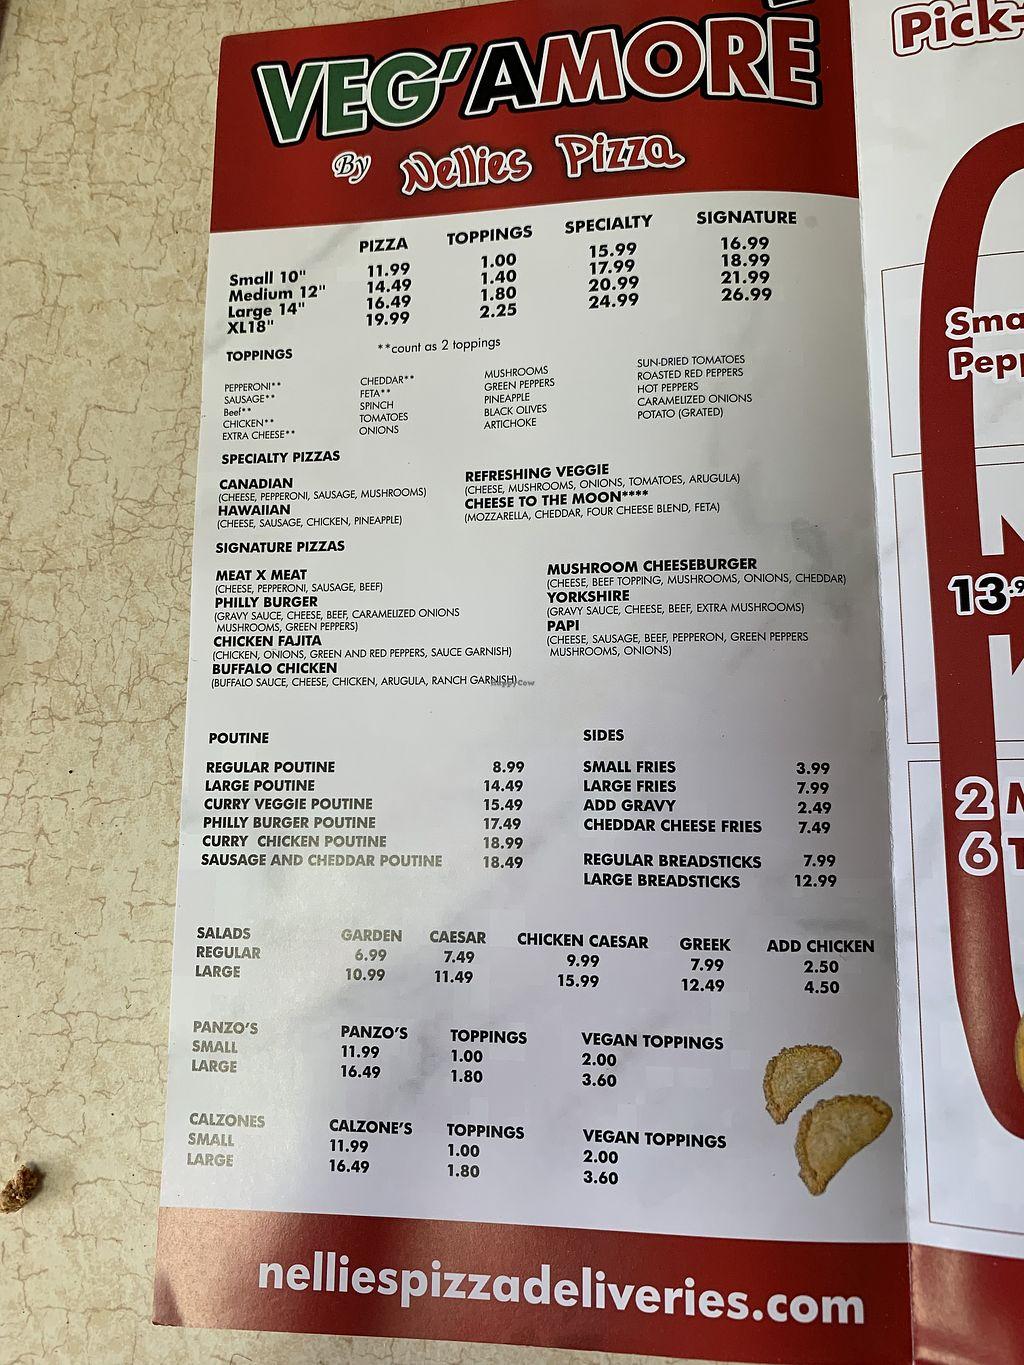 VEG'AMORÉ
By Nellies Pizza
PIZZA TOPPINGS SPECIALTY SIGNATURE
Small 10" 11.99 1.00 15.99 16.99
Medium 12" 14.49 1.40 17.99 18.99
Large 14" 16.49 1.80 20.99 21.99
XL18" 19.99 2.25 24.99 26.99
TOPPINGS **count as 2 toppings
PEPPERONI** CHEDDAR** MUSHROOMS SUN-DRIED TOMATOES
SAUSAGE** FETA** GREEN PEPPERS ROASTED RED PEPPERS
Beef** SPINCH PINEAPPLE HOT PEPPERS
CHICKEN** TOMATOES BLACK OLIVES CARAMELIZED ONIONS
EXTRA CHEESE** ONIONS ARTICHOKE POTATO (GRATED)
SPECIALTY PIZZAS
CANADIAN
(CHEESE, PEPPERONI, SAUSAGE, MUSHROOMS)
HAWAIIAN
(CHEESE, SAUSAGE, CHICKEN, PINEAPPLE)
REFRESHING VEGGIE
(CHEESE, MUSHROOMS, ONIONS, TOMATOES, ARUGULA)
CHEESE TO THE MOON****
(MOZZARELLA, CHEDDAR, FOUR CHEESE BLEND, FETA)
SIGNATURE PIZZAS
MEAT X MEAT
(CHEESE, PEPPERONI, SAUSAGE, BEEF)
PHILLY BURGER
(GRAVY SAUCE, CHEESE, BEEF, CARAMELIZED ONIONS
MUSHROOMS, GREEN PEPPERS)
CHICKEN FAJITA
(CHICKEN, ONIONS, GREEN AND RED PEPPERS, SAUCE GARNISH)
BUFFALO CHICKEN
(BUFFALO SAUCE, CHEESE, CHICKEN, ARUGULA, RANCH GARNISH)
HappyCow
MUSHROOM CHEESEBURGER
(CHEESE, BEEF TOPPING, MUSHROOMS, ONIONS, CHEDDAR)
YORKSHIRE
(GRAVY SAUCE, CHEESE, BEEF, EXTRA MUSHROOMS)
PAPI
(CHEESE, SAUSAGE, BEEF, PEPPERON, GREEN PEPPERS
MUSHROOMS, ONIONS)
POUTINE
REGULAR POUTINE 8.99
LARGE POUTINE 14.49
CURRY VEGGIE POUTINE 15.49
PHILLY BURGER POUTINE 17.49
CURRY CHICKEN POUTINE 18.99
SAUSAGE AND CHEDDAR POUTINE 18.49
SIDES
SMALL FRIES 3.99
LARGE FRIES 7.99
ADD GRAVY 2.49
CHEDDAR CHEESE FRIES 7.49
REGULAR BREADSTICKS 7.99
LARGE BREADSTICKS 12.99
SALADS GARDEN CAESAR CHICKEN CAESAR GREEK ADD CHICKEN
REGULAR 6.99 7.49 9.99 7.99 2.50
LARGE 10.99 11.49 15.99 12.49 4.50
PANZO'S PANZO'S TOPPINGS VEGAN TOPPINGS
SMALL 11.99 1.00 2.00
LARGE 16.49 1.80 3.60
CALZONES CALZONE'S TOPPINGS VEGAN TOPPINGS
SMALL 11.99 1.00 2.00
LARGE 16.49 1.80 3.60
nelliespizzadeliveries.com
Pick-
Sma
Pepp
13.9
2
6